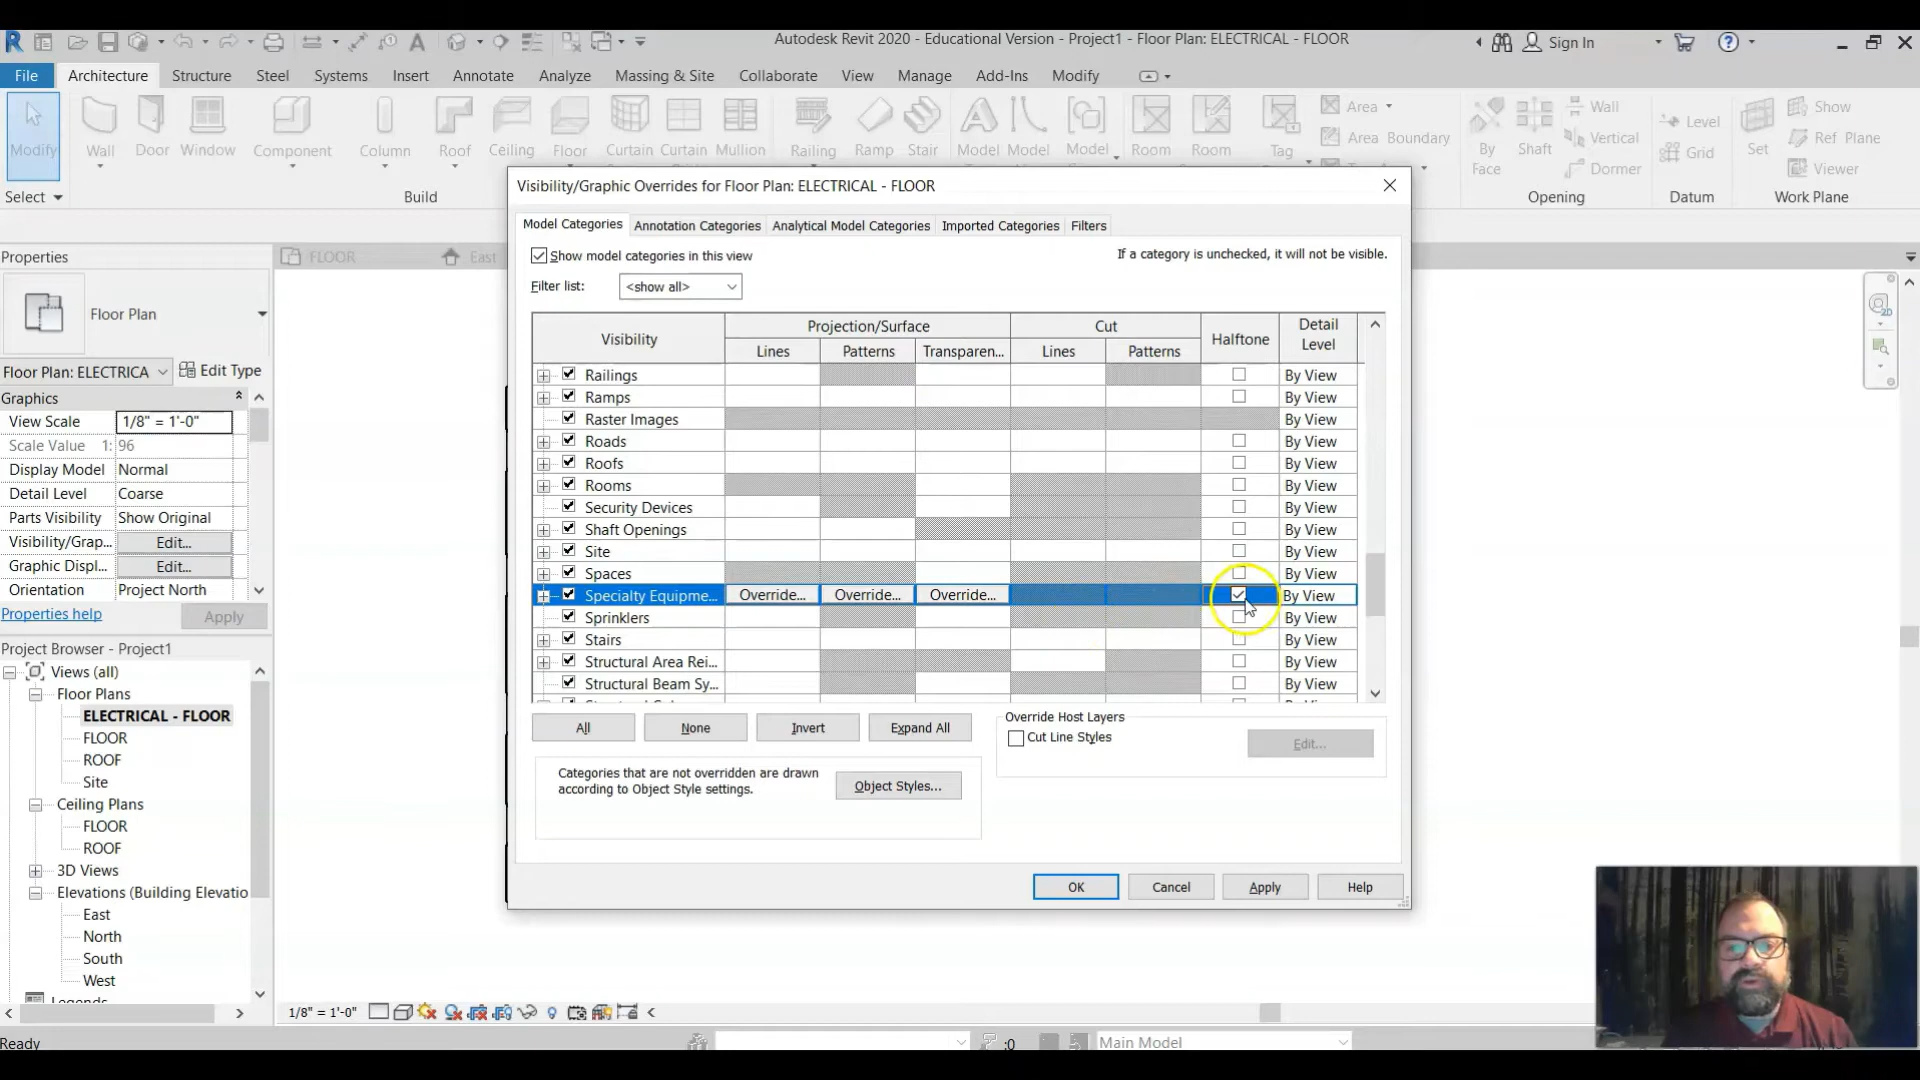 Autodesk Revit 2020 - Educational Version - Project1 - Floor Plan: ELECTRICAL - FLOOR
Sign In
File Architecture Structure Steel Systems Insert Annotate Analyze Massing & Site Collaborate View Manage Add-Ins Modify
Modify Wall Door Window Component Column Roof Ceiling Floor Curtain Curtain Mullion Railing Ramp Stair Model Model Model Room Room Tag
Area
Area Boundary
By Face
Shaft
Wall
Vertical
Dormer
Level
Grid
Set
Show
Ref Plane
Viewer
Select Build Opening Datum Work Plane
Properties
FLOOR East
Floor Plan
Floor Plan: ELECTRICA Edit Type
Graphics
View Scale 1/8" = 1'-0"
Scale Value 1: 96
Display Model Normal
Detail Level Coarse
Parts Visibility Show Original
Visibility/Grap... Edit...
Graphic Displ... Edit...
Orientation Project North
Properties help Apply
Project Browser - Project1
Views (all)
Floor Plans
ELECTRICAL - FLOOR
FLOOR
ROOF
Site
Ceiling Plans
FLOOR
ROOF
3D Views
Elevations (Building Elevatio
East
North
South
West
Legends
Visibility/Graphic Overrides for Floor Plan: ELECTRICAL - FLOOR
Model Categories Annotation Categories Analytical Model Categories Imported Categories Filters
Show model categories in this view
If a category is unchecked, it will not be visible.
Filter list: <show all>
Visibility Projection/Surface Cut Halftone Detail Level
Lines Patterns Transparen... Lines Patterns
Railings By View
Ramps By View
Raster Images By View
Roads By View
Roofs By View
Rooms By View
Security Devices By View
Shaft Openings By View
Site By View
Spaces By View
Specialty Equipme... Override... Override... Override... By View
Sprinklers By View
Stairs By View
Structural Area Rei... By View
Structural Beam Sy... By View
All None Invert Expand All
Override Host Layers
Cut Line Styles Edit...
Categories that are not overridden are drawn
according to Object Style settings.
Object Styles...
OK Cancel Apply Help
1/8" = 1'-0"
Ready
:0
Main Model